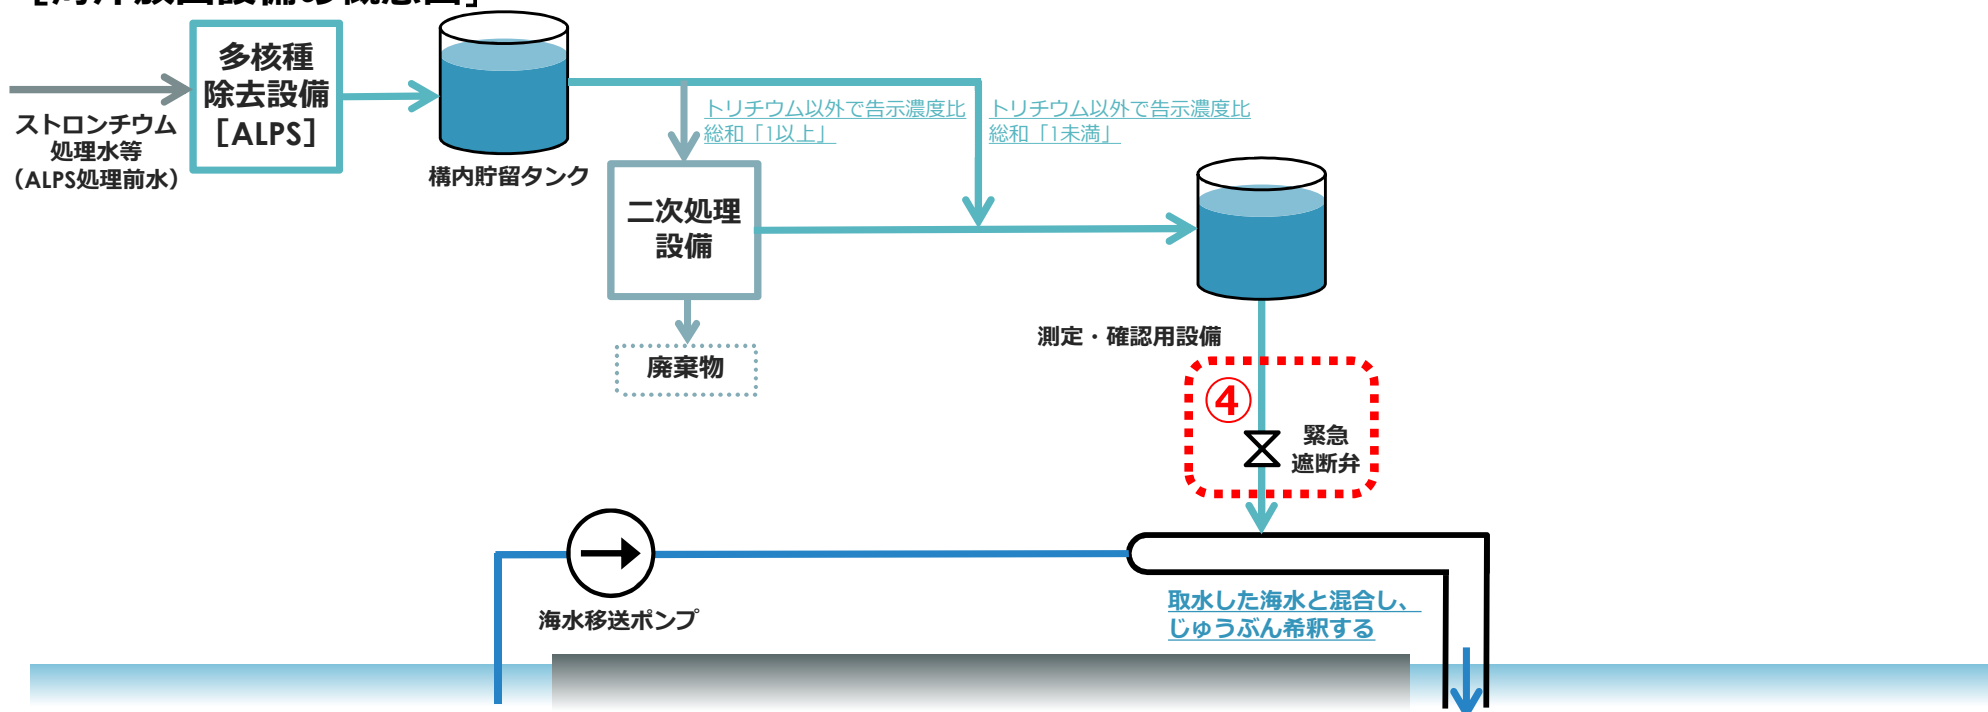 多核種
除去設備
［ALPS］
ストロンチウム
処理水等
（ALPS処理前水）
構内貯留タンク
トリチウム以外で告示濃度比
総和「1以上」
トリチウム以外で告示濃度比
総和「1未満」
二次処理
設備
廃棄物
測定・確認用設備
④
緊急
遮断弁
海水移送ポンプ
取水した海水と混合し、
じゅうぶん希釈する